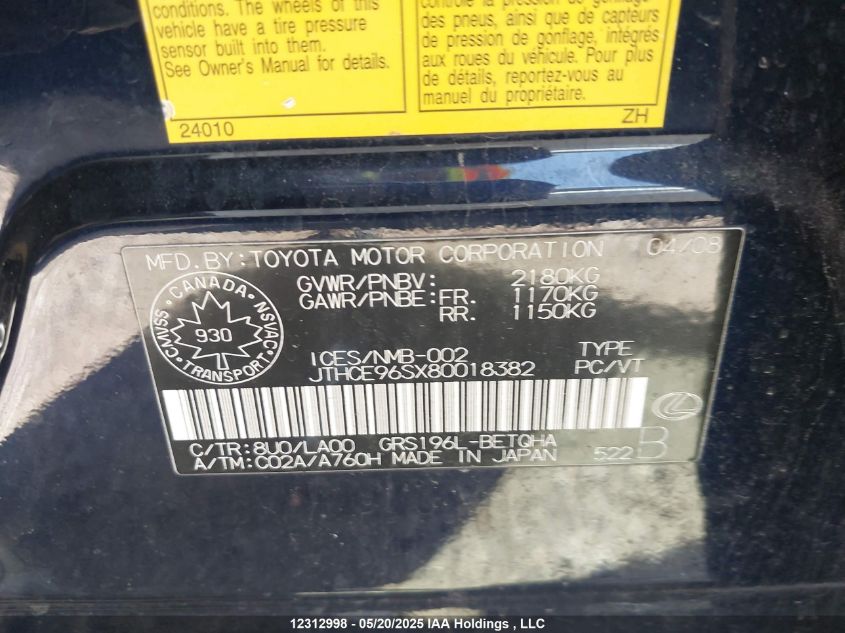 conditions. The wheels of this
vehicle have a tire pressure
sensor built into them.
See Owner's Manual for details.
contrôle la pression de gonflage
des pneus, ainsi que de capteurs
de pression de gonflage, intégrés
aux roues du véhicule. Pour plus
de détails, reportez-vous au
manuel du propriétaire.
24010
ZH
MFD.BY:TOYOTA MOTOR CORPORATION 04/08
GVWR/PNBV: 2180KG
GAWR/PNBE:FR. 1170KG
RR. 1150KG
CANADA
CMVSS
NSVAC
930
TRANSPORT
ICES/NMB-002
TYPE
JTHCE96SX80018382
PC/VT
C/TR:8U0/LA00 GRS196L-BETQHA
A/TM:C02A/A760H MADE IN JAPAN
522
B
12312998 - 05/20/2025 IAA Holdings , LLC